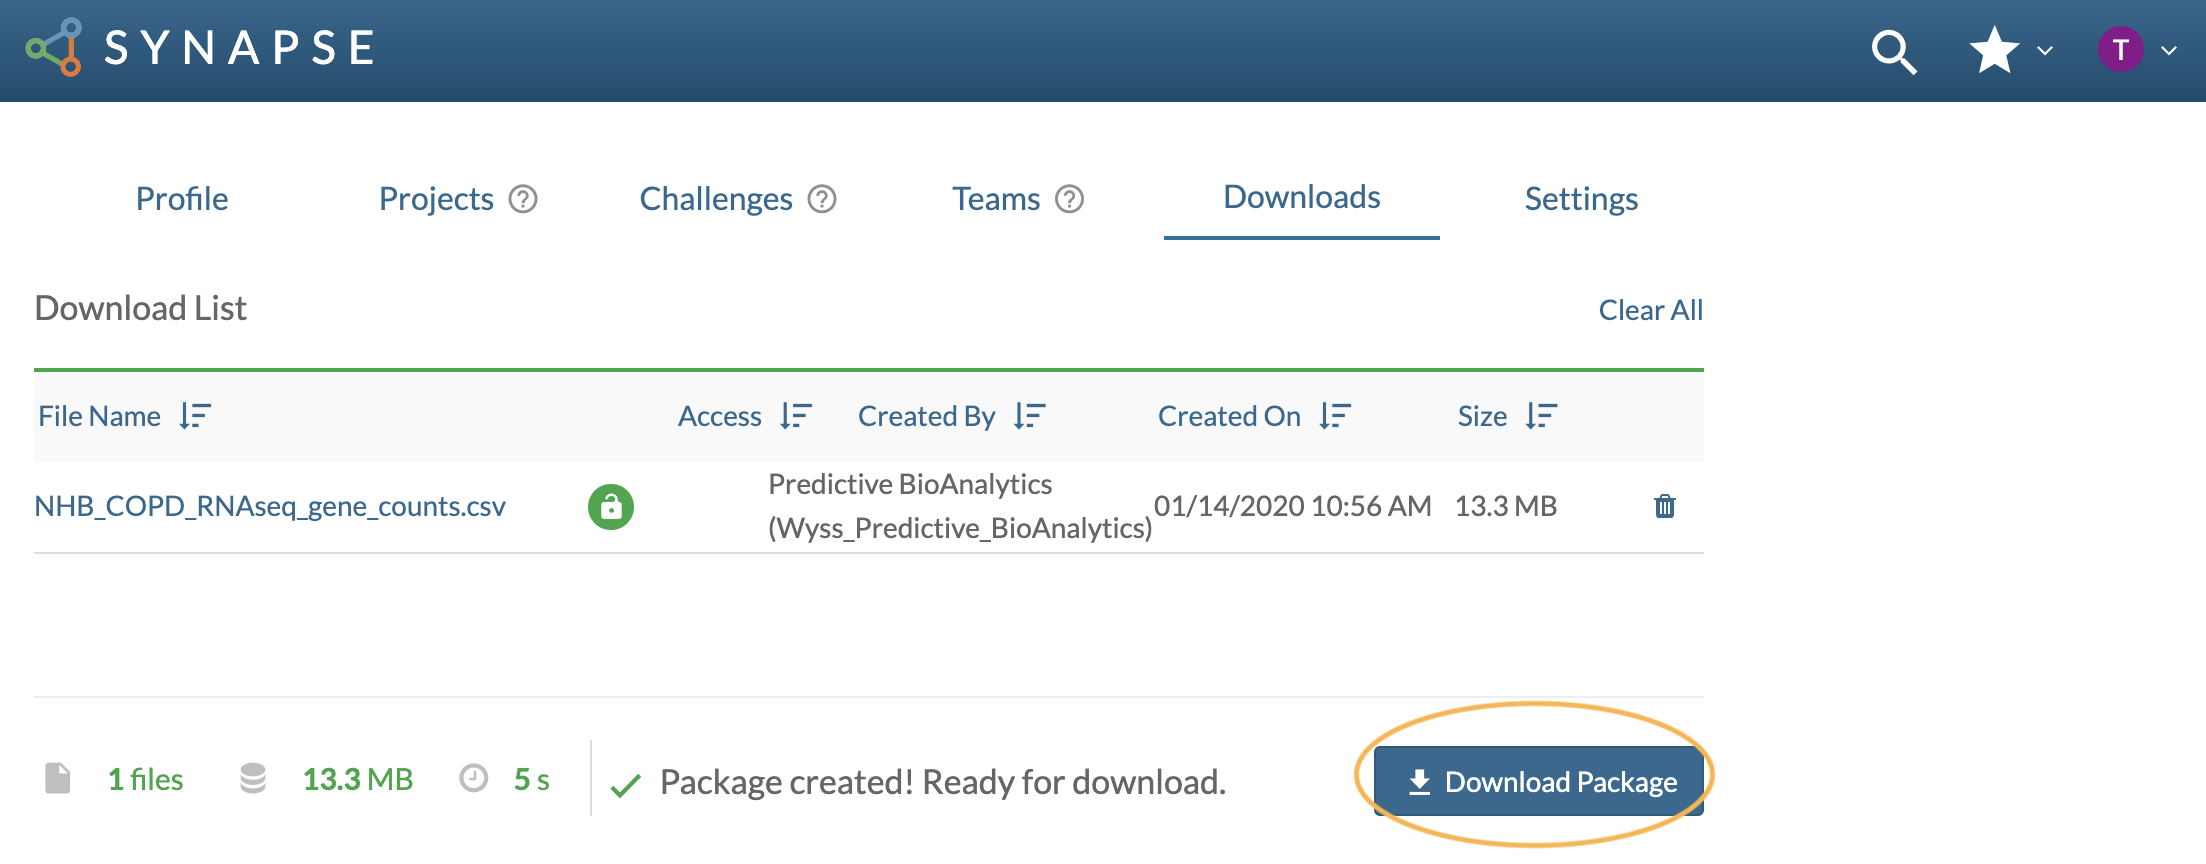 SYNAPSE
T
Profile
Projects ?
Challenges ?
Teams ?
Downloads
Settings
Download List
Clear All
File Name
Access
Created By
Created On
Size
NHB_COPD_RNAseq_gene_counts.csv
Predictive BioAnalytics
(Wyss_Predictive_BioAnalytics)
01/14/2020 10:56 AM
13.3 MB
1 files
13.3 MB
5 s
Package created! Ready for download.
Download Package